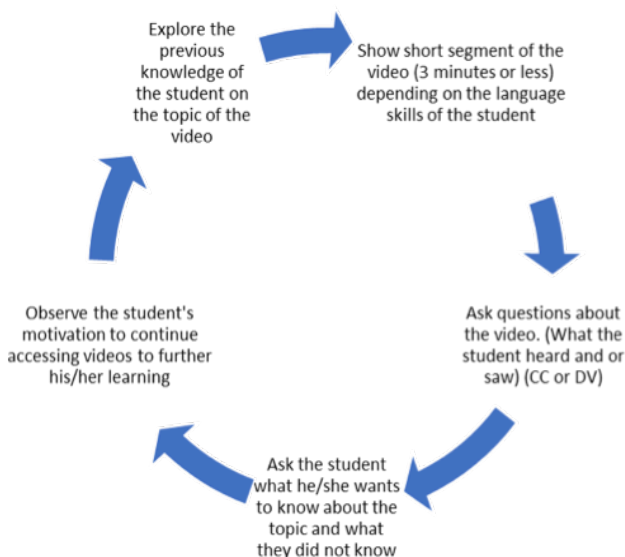 Explore the
previous
knowledge of
the student on
the topic of the
video
Show short segment of the
video (3 minutes or less)
depending on the language
skills of the student
Ask questions about
the video. (What the
student heard and or
saw) (CC or DV)
Ask the student
what he/she wants
to know about the
topic and what
they did not know
Observe the student's
motivation to continue
accessing videos to further
his/her learning